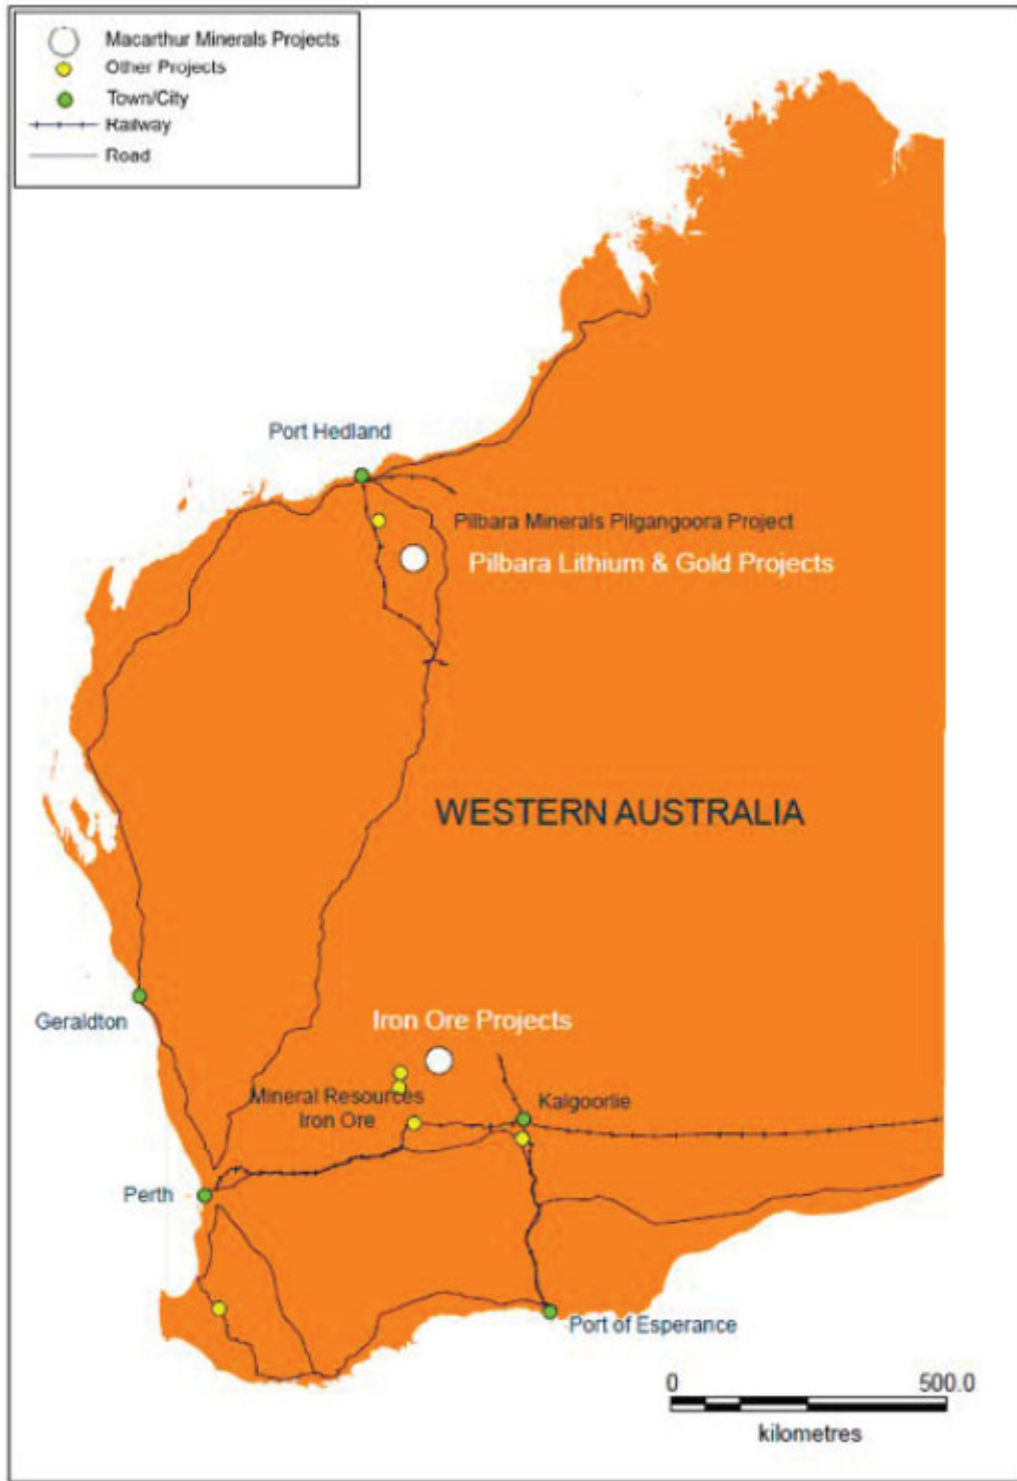 Macarthur Minerals Projects
Other Projects
Town/City
Railway
Road
Port Hedland
Pilbara Minerals Pilgangoora Project
Pilbara Lithium & Gold Projects
WESTERN AUSTRALIA
Geraldton
Iron Ore Projects
Mineral Resources
Iron Ore
Kalgoorlie
Perth
Port of Esperance
0 500.0
kilometres